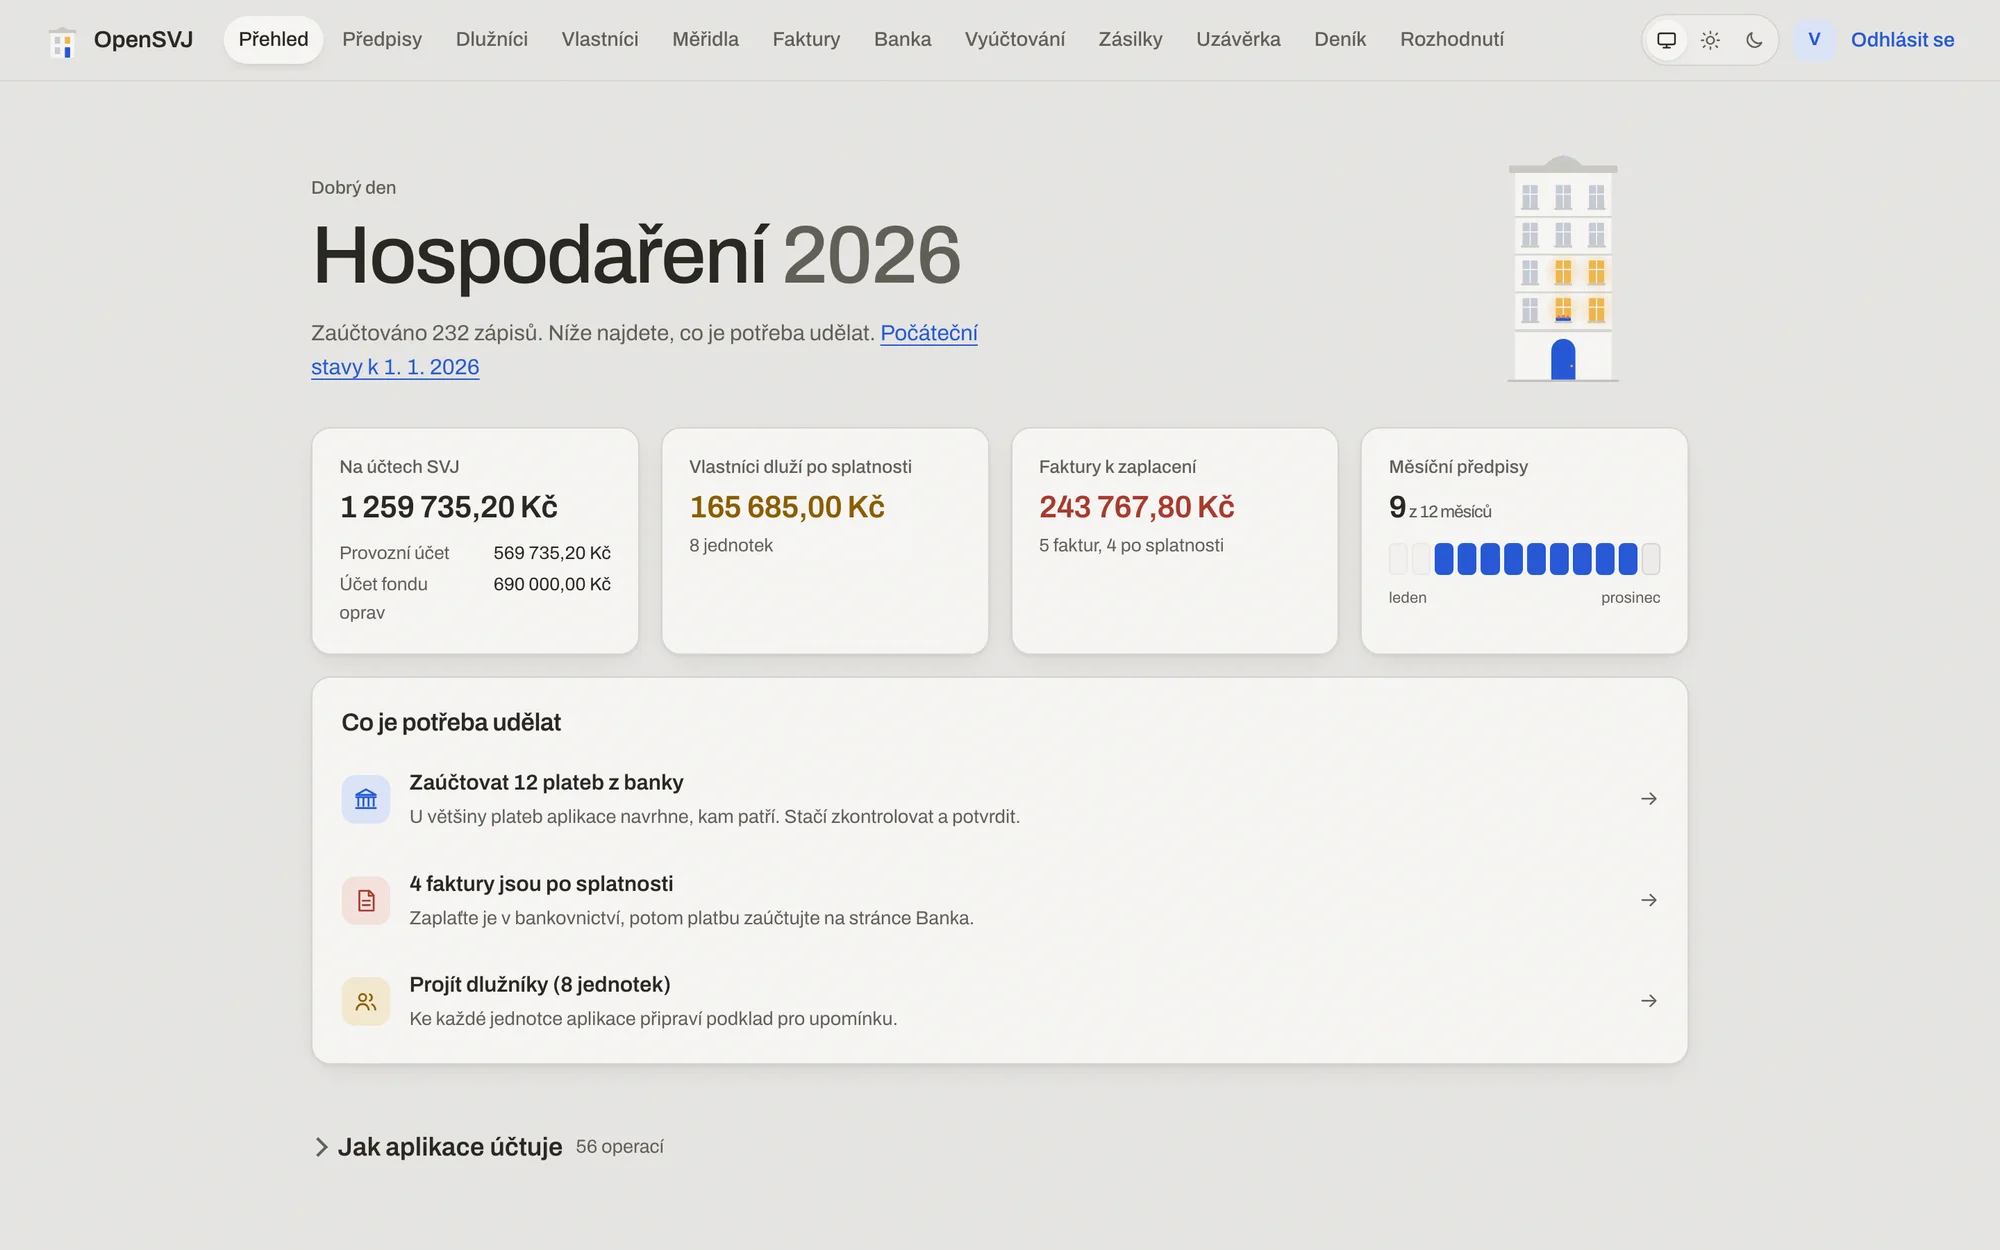 OpenSVJ
Přehled
Předpisy
Dlužníci
Vlastníci
Měřidla
Faktury
Banka
Vyúčtování
Zásilky
Uzávěrka
Deník
Rozhodnutí
V
Odhlásit se
Dobrý den
Hospodaření 2026
Zaúčtováno 232 zápisů. Níže najdete, co je potřeba udělat. Počáteční
stavy k 1. 1. 2026
Na účtech SVJ
1 259 735,20 Kč
Provozní účet 569 735,20 Kč
Účet fondu 690 000,00 Kč
oprav
Vlastníci dluží po splatnosti
165 685,00 Kč
8 jednotek
Faktury k zaplacení
243 767,80 Kč
5 faktur, 4 po splatnosti
Měsíční předpisy
9 z 12 měsíců
leden prosinec
Co je potřeba udělat
Zaúčtovat 12 plateb z banky
U většiny plateb aplikace navrhne, kam patří. Stačí zkontrolovat a potvrdit.
4 faktury jsou po splatnosti
Zaplaťte je v bankovnictví, potom platbu zaúčtujte na stránce Banka.
Projít dlužníky (8 jednotek)
Ke každé jednotce aplikace připraví podklad pro upomínku.
Jak aplikace účtuje 56 operací